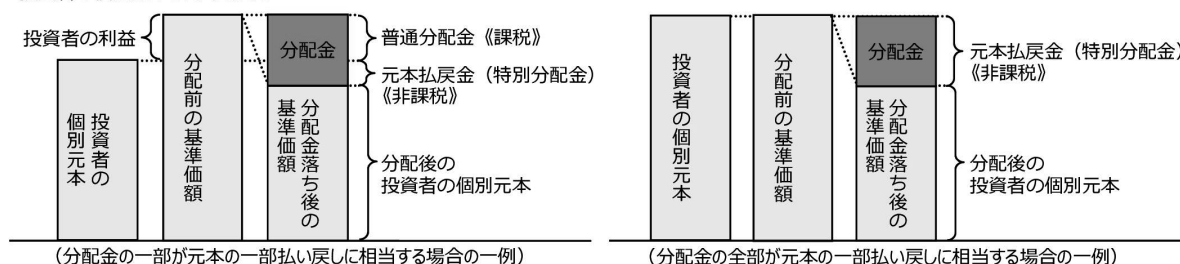 投資者の利益
投資者の
個別元本
分配前の基準価額
分配金
分配金落ち後の
基準価額
普通分配金《課税》
元本払戻金（特別分配金）
《非課税》
分配後の
投資者の個別元本
（分配金の一部が元本の一部払い戻しに相当する場合の一例）
投資者の個別元本
分配前の基準価額
分配金
分配金落ち後の
基準価額
元本払戻金（特別分配金）
《非課税》
分配後の
投資者の個別元本
（分配金の全部が元本の一部払い戻しに相当する場合の一例）